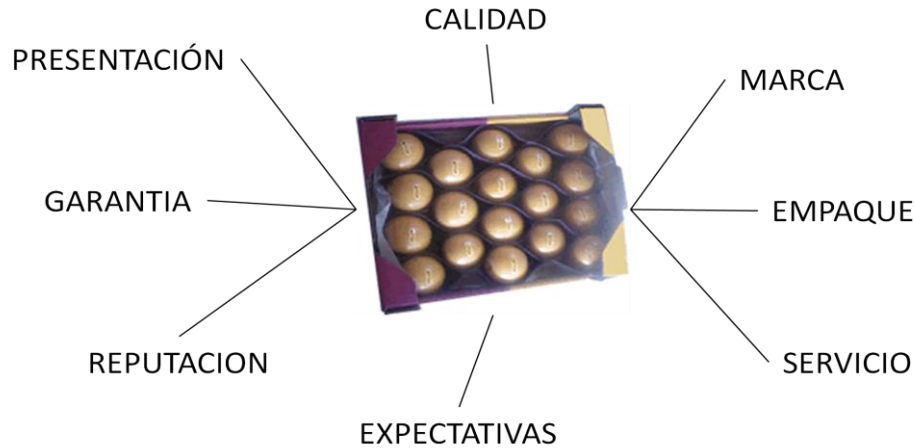 CALIDAD
PRESENTACIÓN
MARCA
GARANTIA
EMPAQUE
REPUTACION
SERVICIO
EXPECTATIVAS